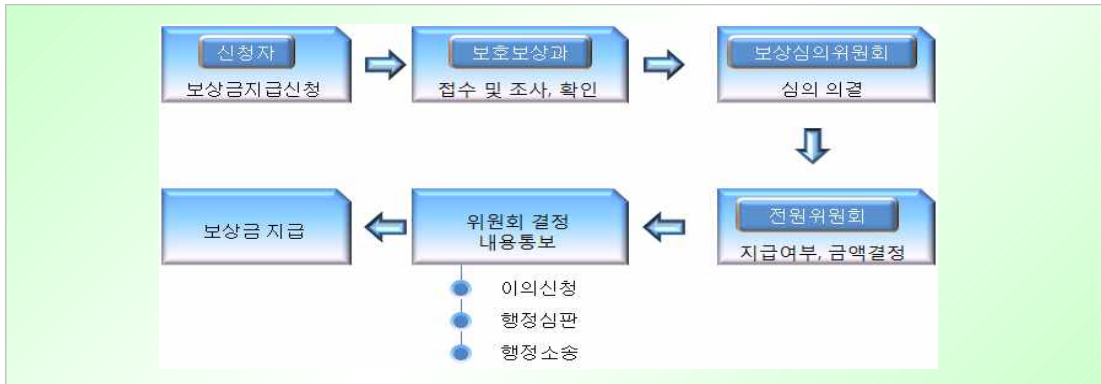 신청자
보상금지급신청
보호보상과
접수 및 조사, 확인
보상심의위원회
심의 의결
전원위원회
지급여부, 금액결정
위원회 결정
내용통보
이의신청
행정심판
행정소송
보상금 지급